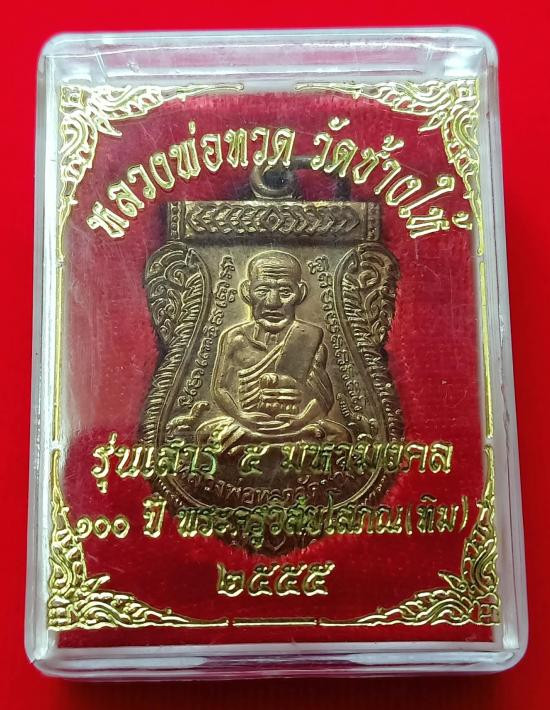 หลวงพ่อทวด วัดช้างให้
รุ่นเสาร์ ๕ มหามงคล
๑๐๐ ปี พระครูวิสัยโสภณ(ทิม)
๒๕๕๕